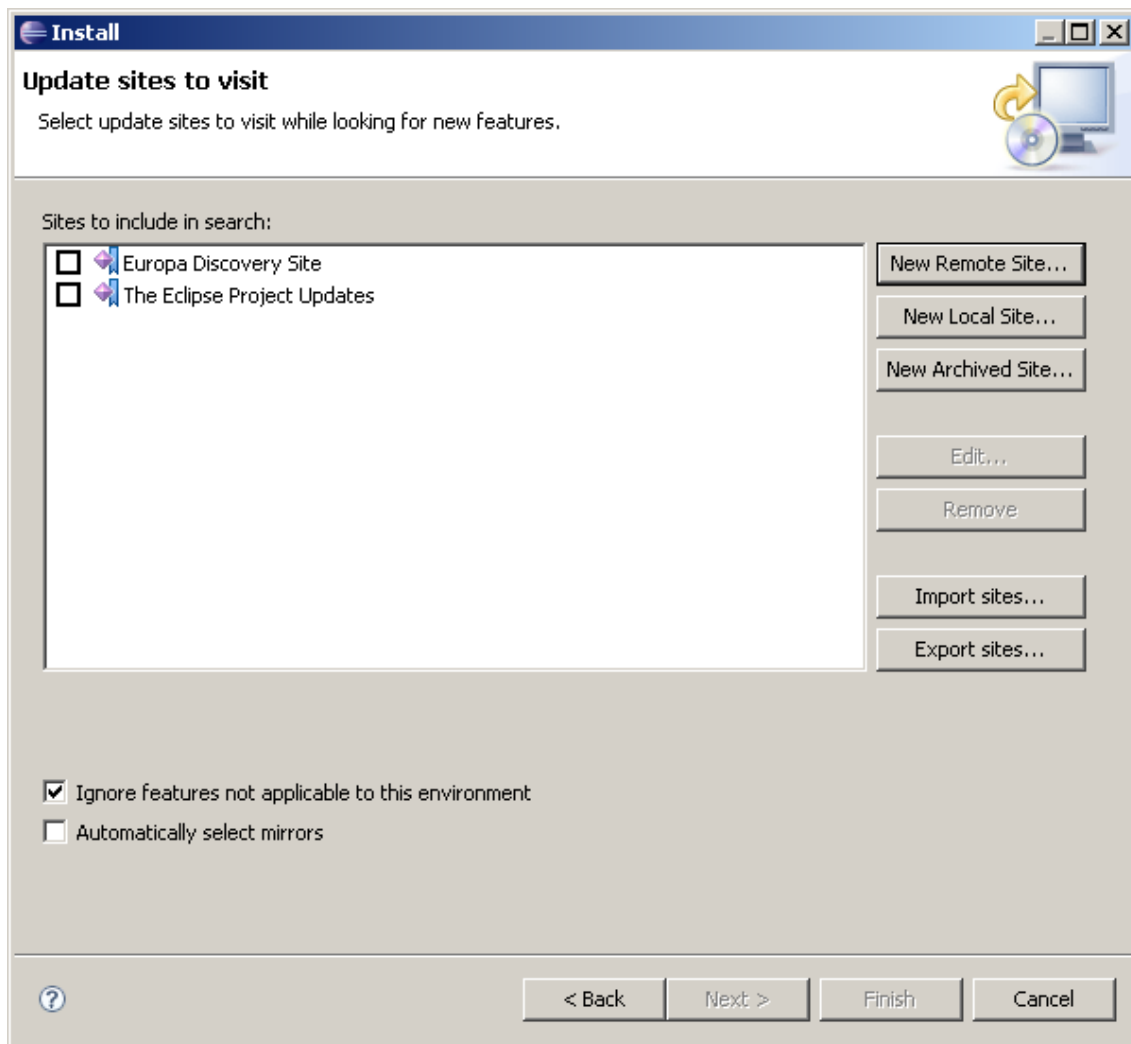 Install
Update sites to visit
Select update sites to visit while looking for new features.
Sites to include in search:
Europa Discovery Site
The Eclipse Project Updates
New Remote Site...
New Local Site...
New Archived Site...
Edit...
Remove
Import sites...
Export sites...
Ignore features not applicable to this environment
Automatically select mirrors
?
< Back
Next >
Finish
Cancel